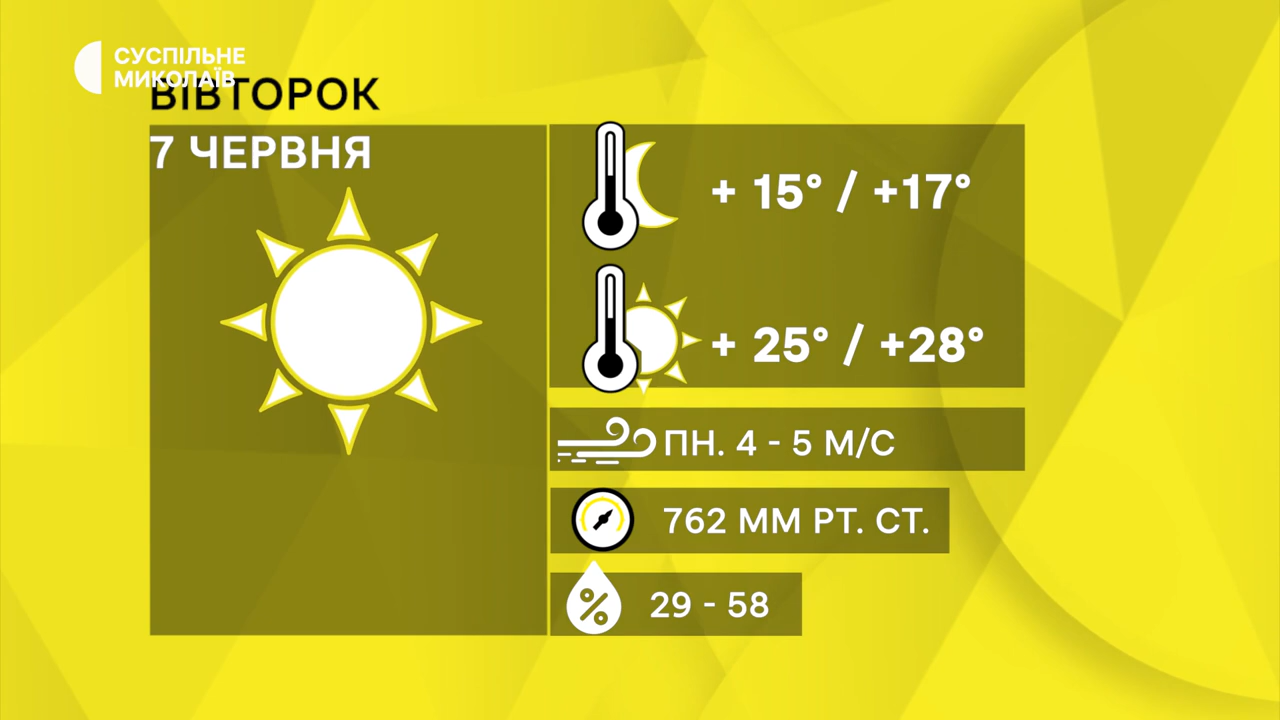 СУСПІЛЬНЕ
МИКОЛАЇВ
ВІВТОРОК
7 ЧЕРВНЯ
+ 15° / +17°
+ 25° / +28°
ПН. 4 - 5 М/С
762 ММ РТ. СТ.
% 29 - 58